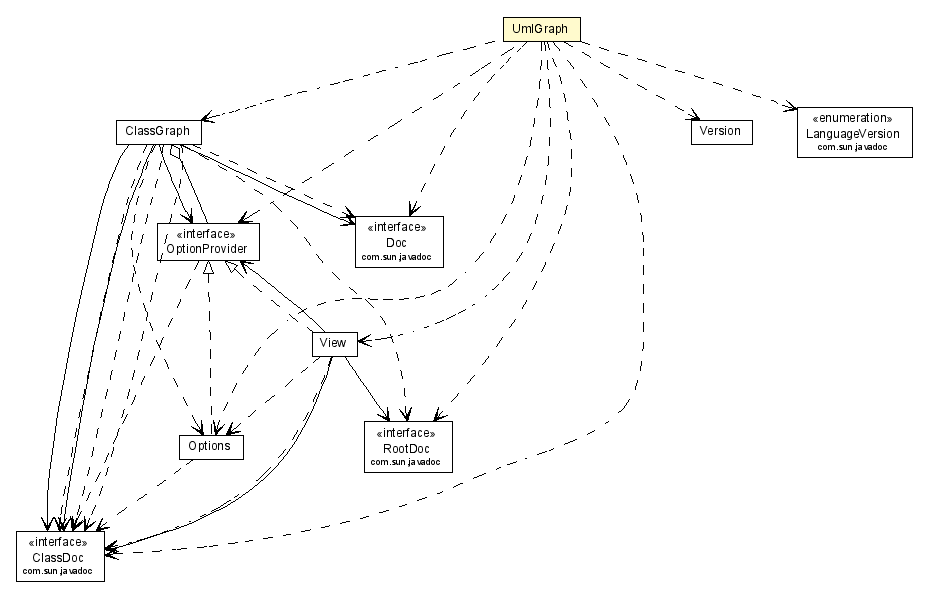 UmlGraph
ClassGraph
Version
«enumeration»
LanguageVersion
com.sun.javadoc
«interface»
OptionProvider
«interface»
Doc
com.sun.javadoc
View
Options
«interface»
RootDoc
com.sun.javadoc
«interface»
ClassDoc
com.sun.javadoc